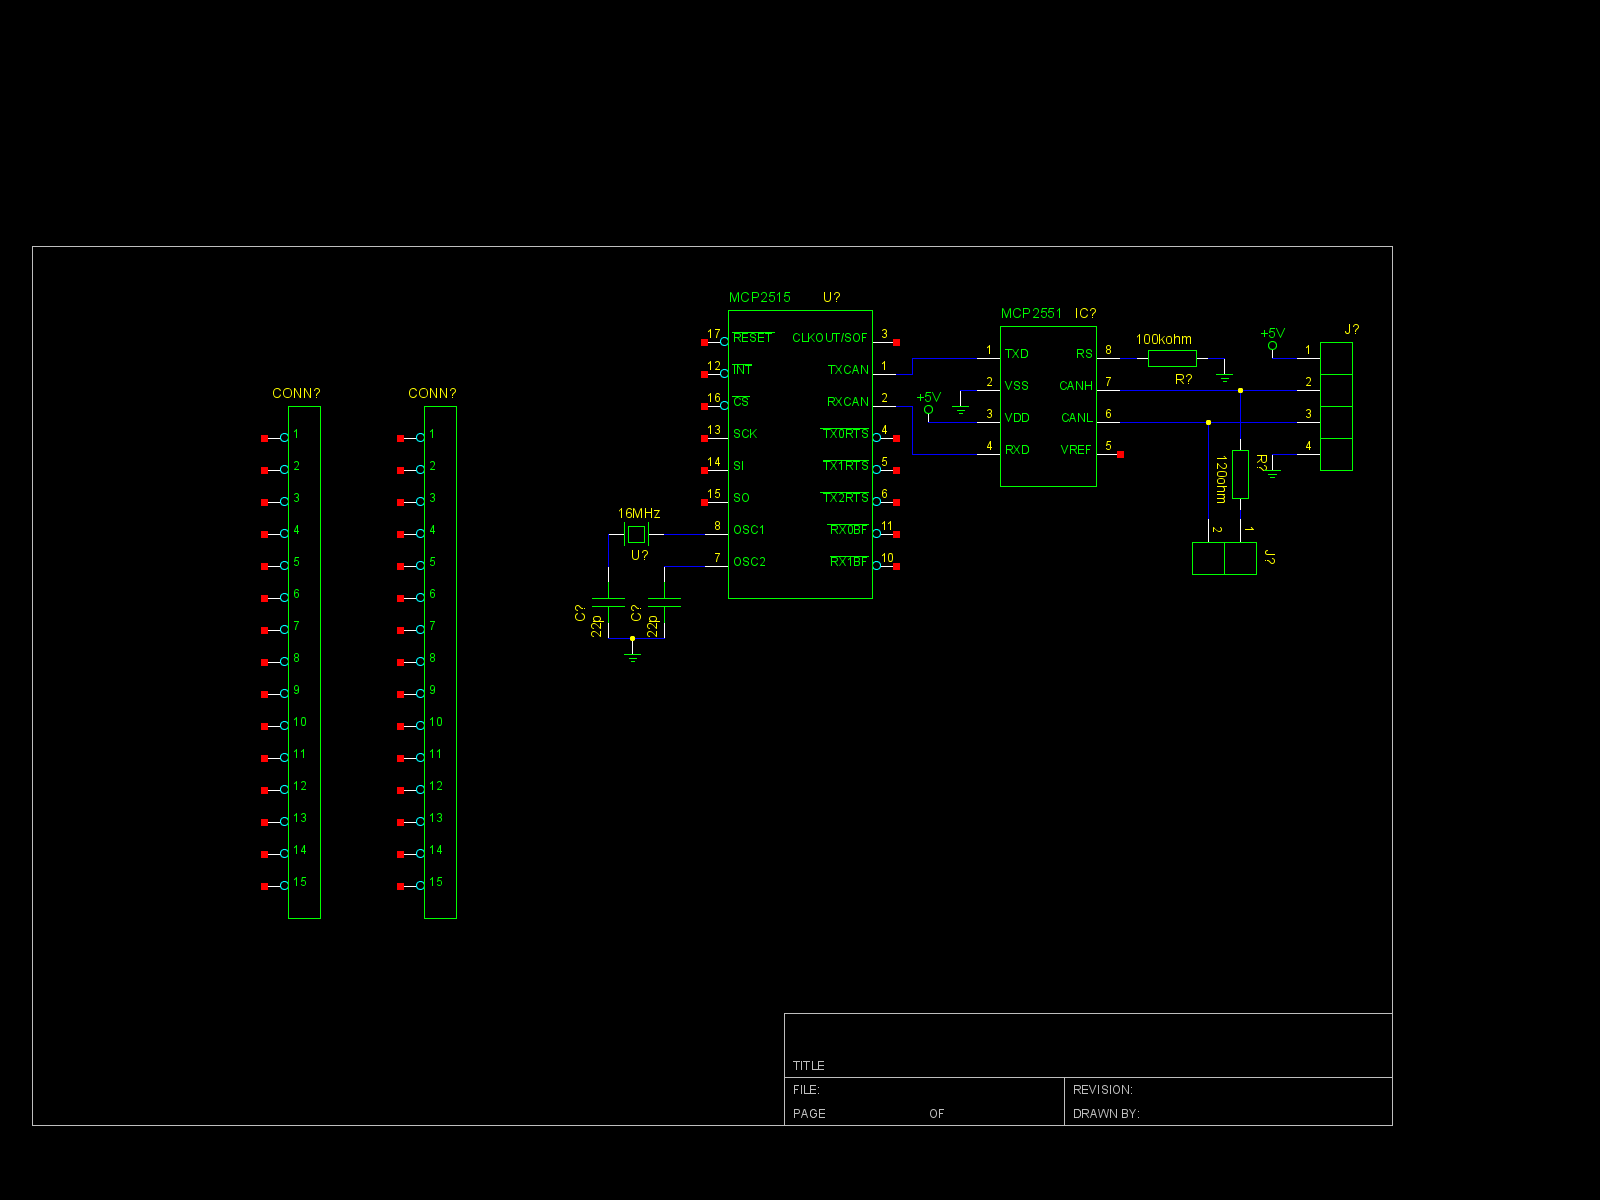 MCP2515 U?
17 RESET
12 INT
16 CS
13 SCK
14 SI
15 SO
8 OSC1
7 OSC2
CLKOUT/SOF 3
TXCAN 1
RXCAN 2
TX0RTS 4
TX1RTS 5
TX2RTS 6
RX0BF 11
RX1BF 10
MCP2551 IC?
1 TXD
2 VSS
3 VDD
4 RXD
RS 8
CANH 7
CANL 6
VREF 5
+5V
100kohm
R?
+5V
J?
1
2
3
4
R?
120ohm
2
1
J?
16MHz
U?
C?
22p
C?
22p
CONN?
1
2
3
4
5
6
7
8
9
10
11
12
13
14
15
CONN?
1
2
3
4
5
6
7
8
9
10
11
12
13
14
15
TITLE
FILE:
REVISION:
PAGE OF
DRAWN BY: